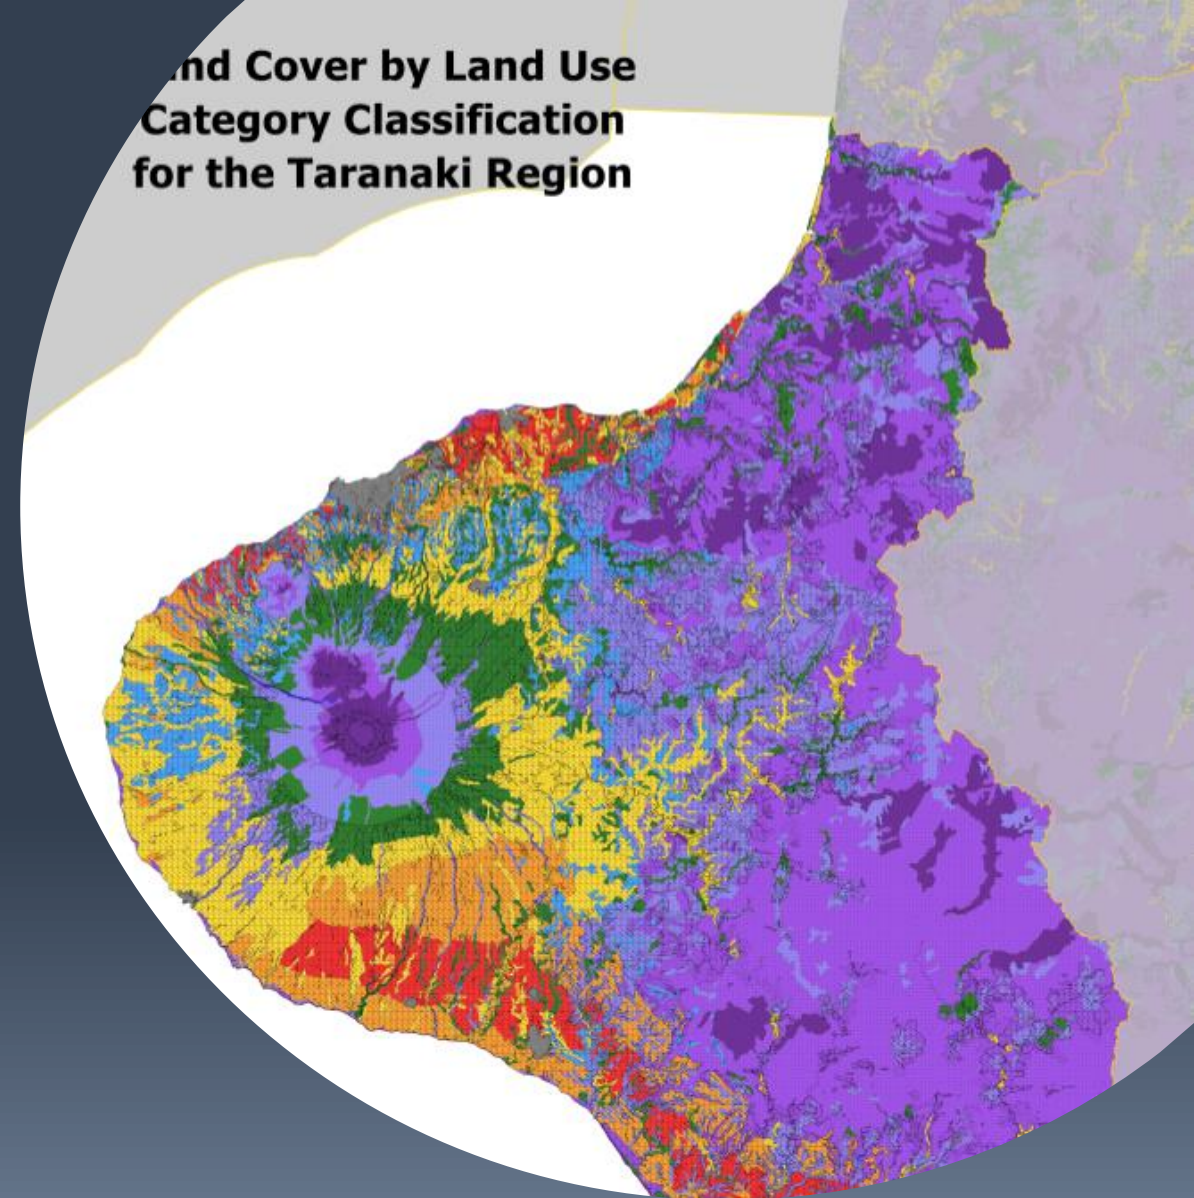 nd Cover by Land Use
Category Classification
for the Taranaki Region